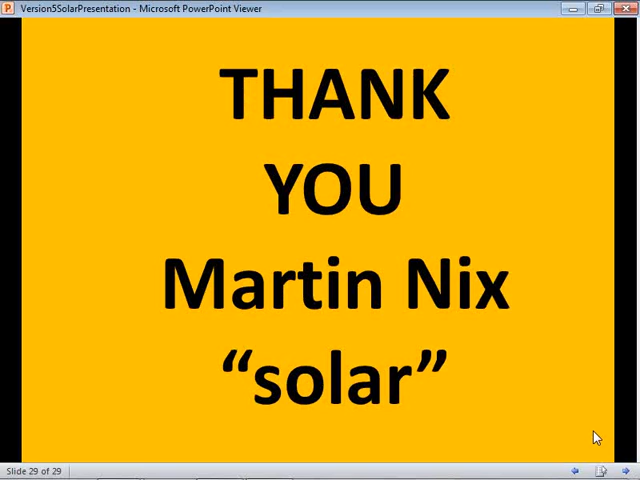 Version5SolarPresentation - Microsoft PowerPoint Viewer
THANK
YOU
Martin Nix
“solar”
Slide 29 of 29